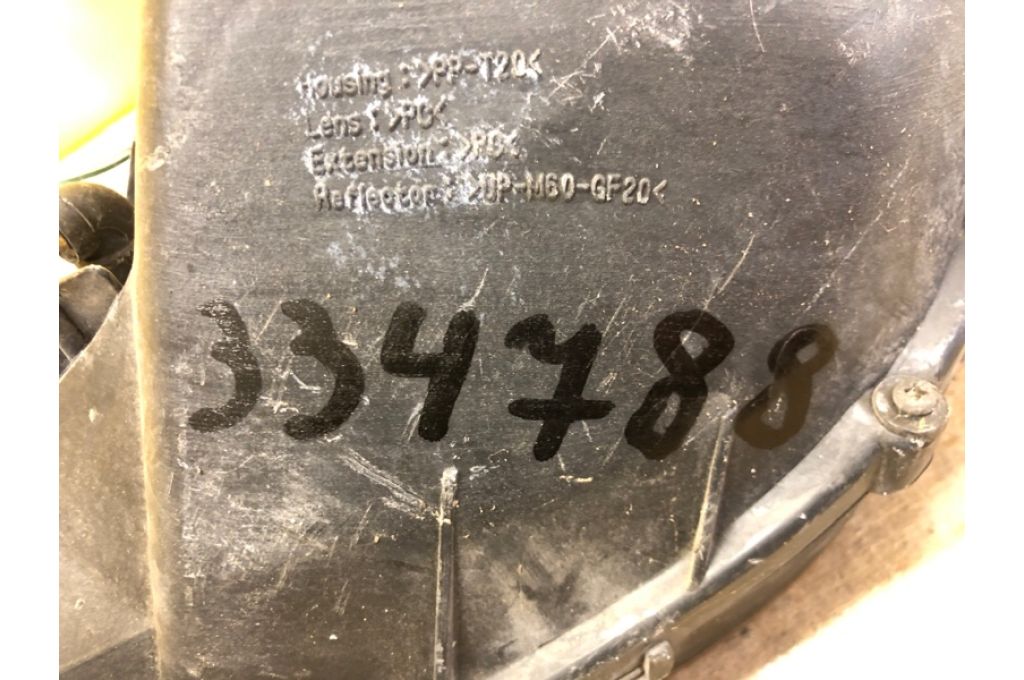 Housing :>PP-T20<
Lens :>PC<
Extension :>PC<
Reflector :>UP-M60-GF20<
334788